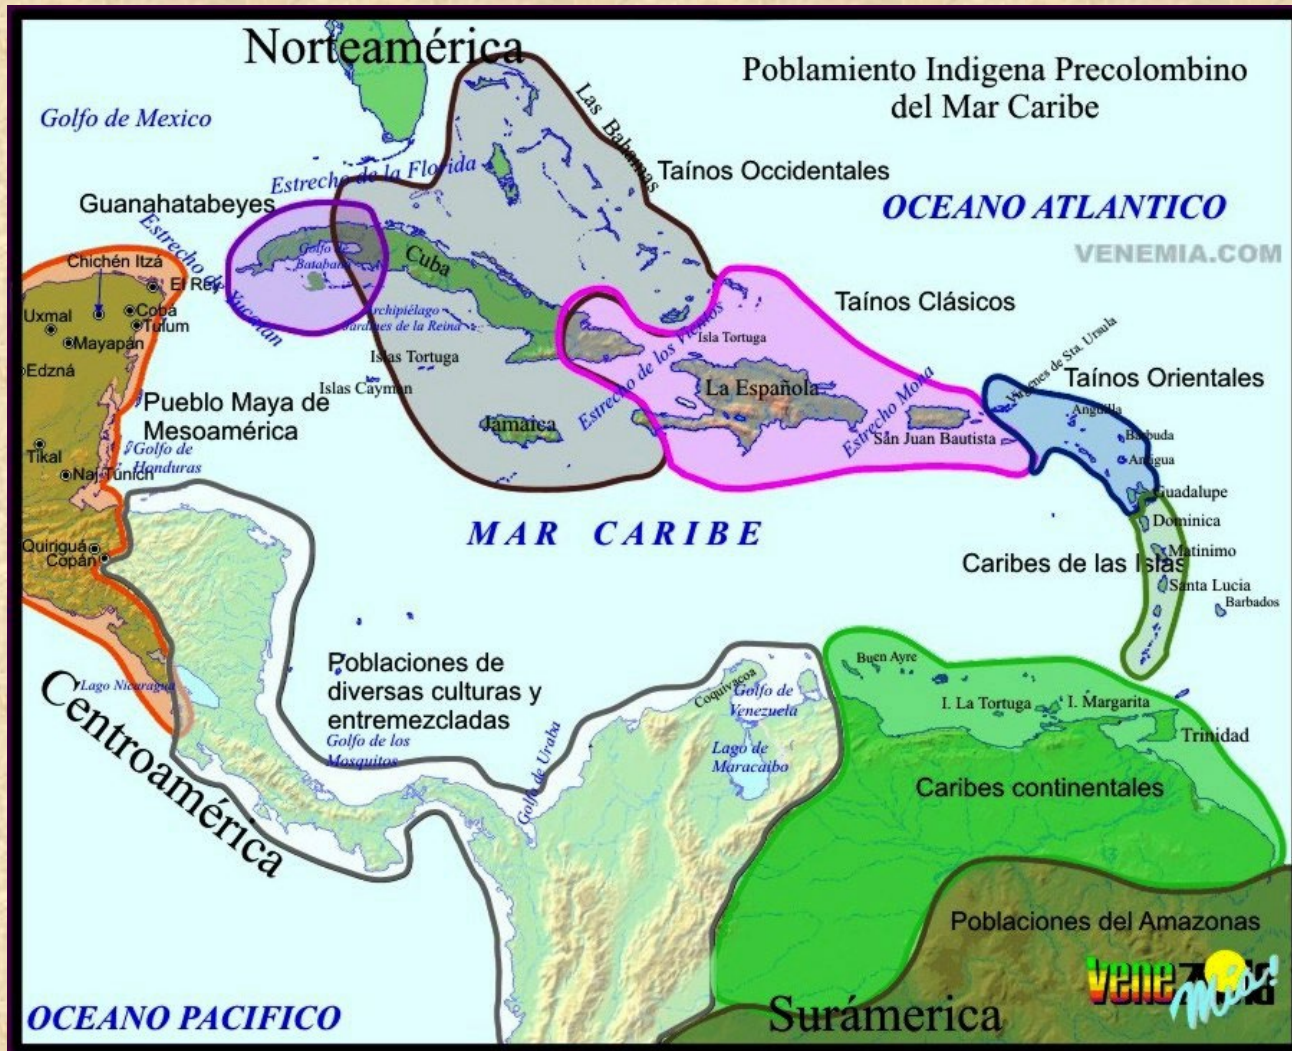 Norteamérica
Poblamiento Indigena Precolombino
del Mar Caribe
Golfo de Mexico
Las Bahamas
Estrecho de la Florida
Taínos Occidentales
Guanahatabeyes
OCEANO ATLANTICO
VENEMIA.COM
Estrecho de Yucatan
Golfo de
Batabanó
Cuba
Chichén Itzá
El Rey
Uxmal
Coba
Tulum
Mayapán
Edzná
Archipiélago
Jardines de la Reina
Islas Tortuga
Islas Cayman
Taínos Clásicos
Isla Tortuga
Estrecho de los Vientos
La Española
Estrecho Mona
San Juan Bautista
Virgenes de Sta. Ursula
Taínos Orientales
Anguilla
Barbuda
Antigua
Jamaica
Pueblo Maya de
Mesoamérica
Golfo de
Honduras
Tikal
Naj Tunich
Guadalupe
Dominica
MAR CARIBE
Quiriguá
Copán
Caribes de las Islas
Matinimo
Santa Lucia
Barbados
Poblaciones de
diversas culturas y
entremezcladas
Lago Nicaragua
Centroamérica
Golfo de los
Mosquitos
Golfo de Uraba
Coquivacoa
Golfo de
Venezuela
Lago de
Maracaibo
Buen Ayre
I. La Tortuga
I. Margarita
Trinidad
Caribes continentales
Poblaciones del Amazonas
OCEANO PACIFICO
Surámerica
Venezuela
Mia!